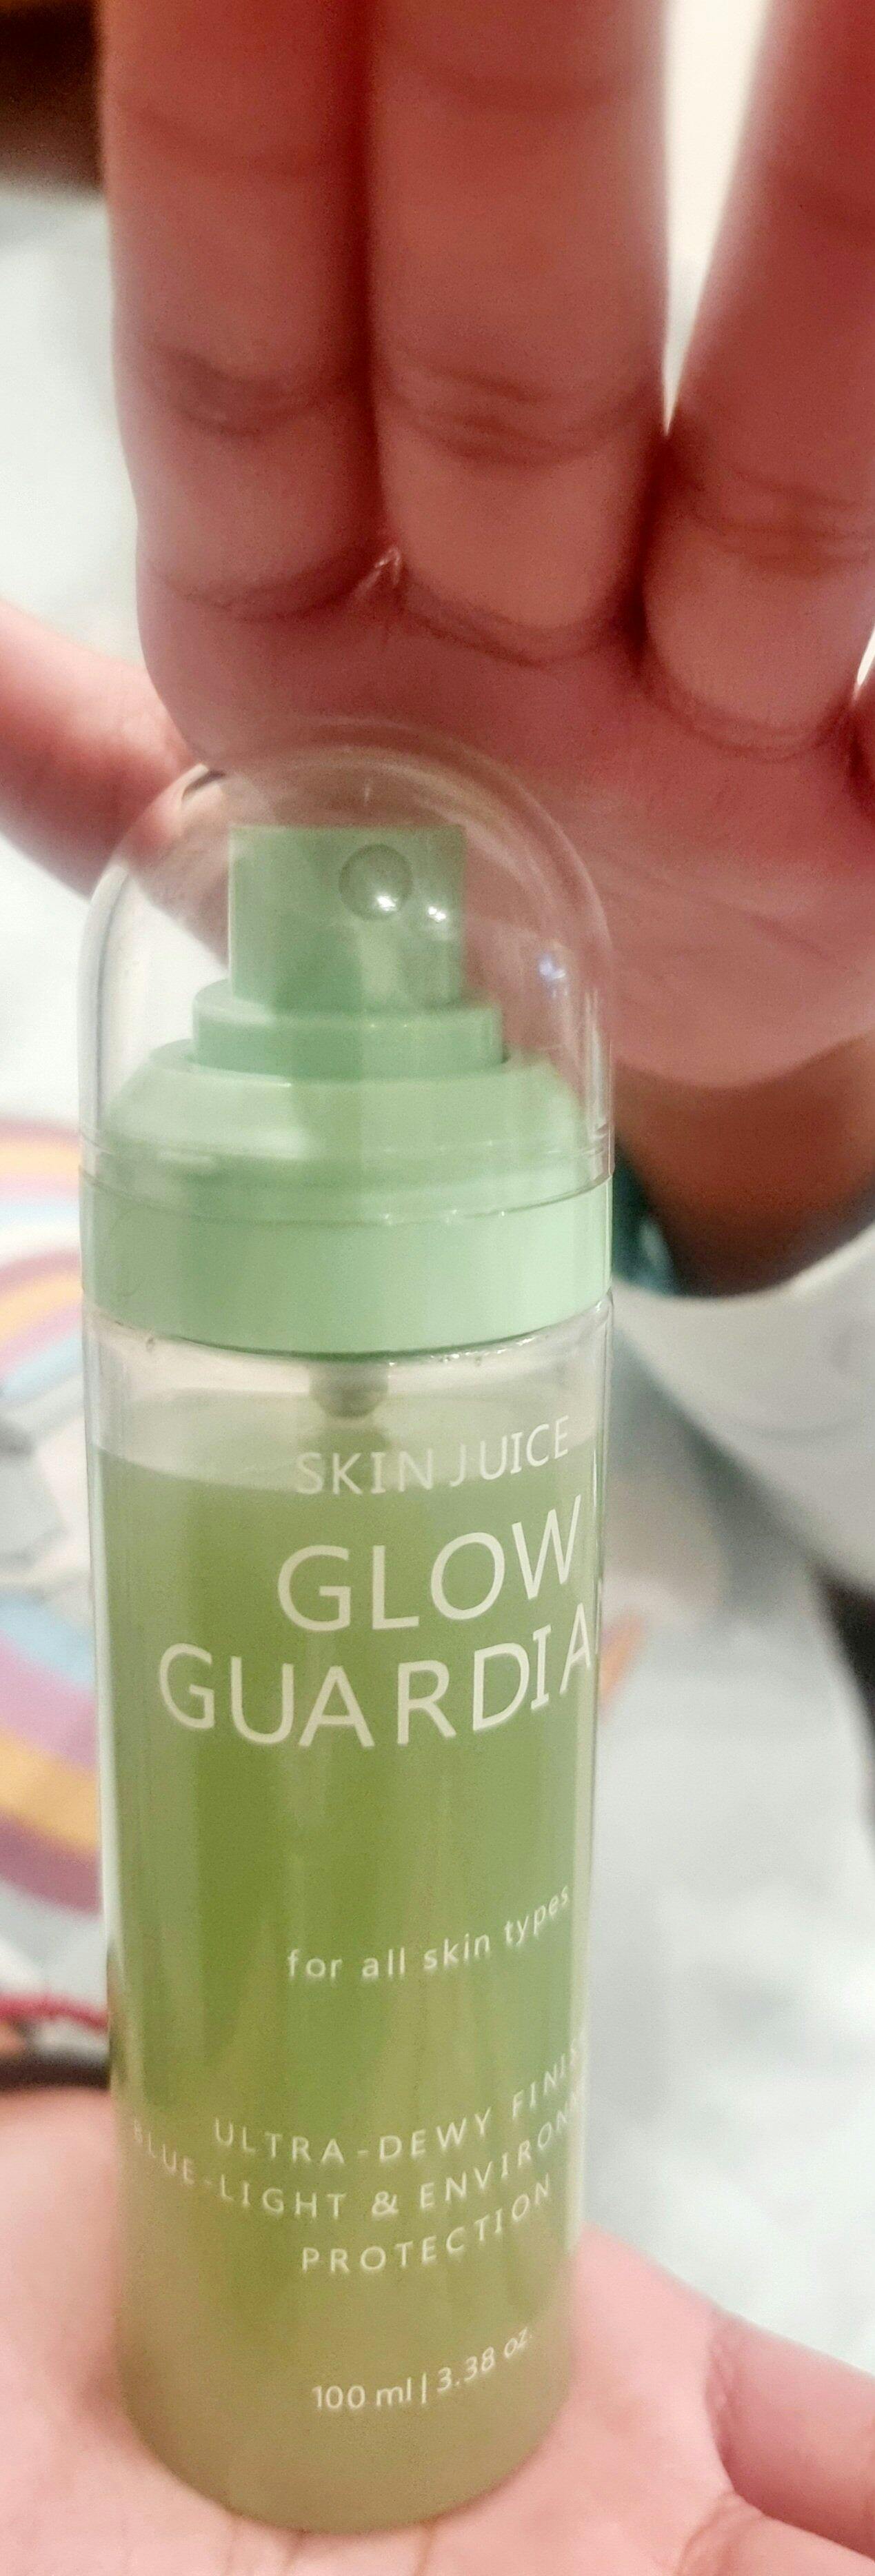 SKIN JUICE
GLOW
GUARDIA
for all skin types
ULTRA-DEWY FINIS
BLUE-LIGHT & ENVIRON
PROTECTION
100 ml | 3.38 oz.